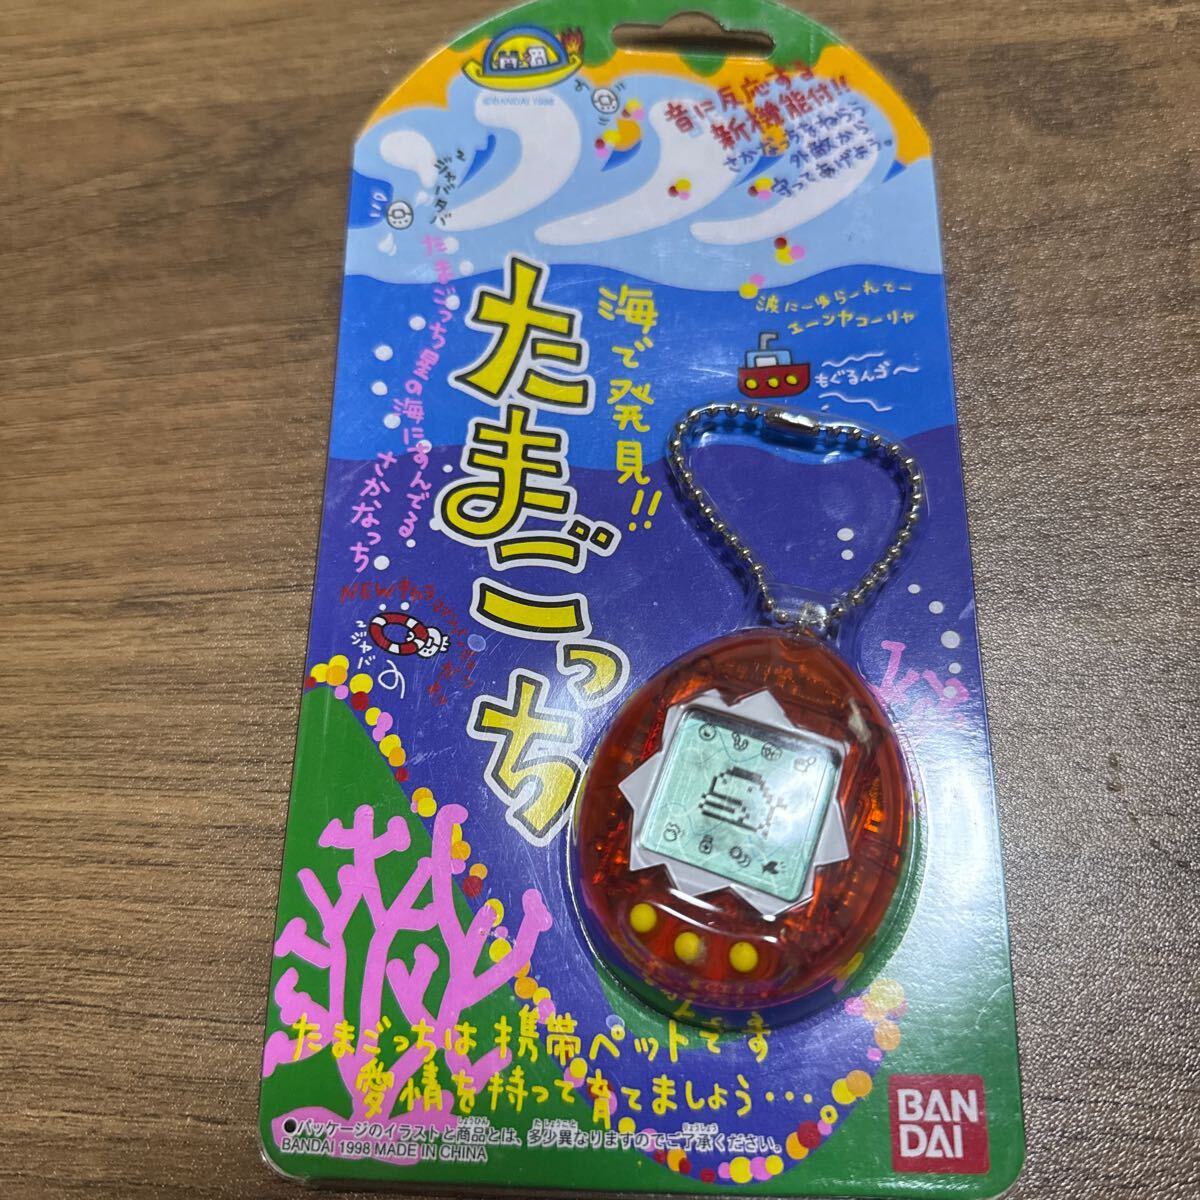 ©BANDAI 1998
音に反応する
新機能付!!
さかなっちをねらう
外敵から
守ってあげよう。
海で発見!!
たまごっち
たまごっち星の海にすんでる
さかなっち
波にーゆらーれてー
エーンヤコーリャ
もぐるんゴ〜
たまごっちは携帯ペットです
愛情を持って育てましょう・・・
●パッケージのイラストと商品とは、多少異なりますのでご了承ください。
BANDAI 1998 MADE IN CHINA
BAN
DAI